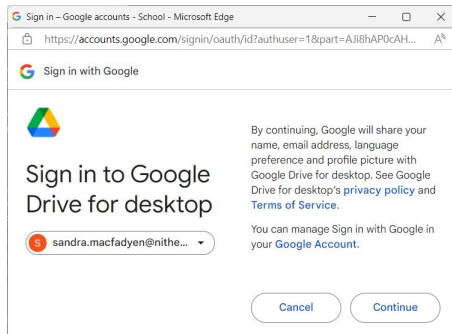 Sign in – Google accounts - School - Microsoft Edge
https://accounts.google.com/signin/oauth/id?authuser=1&part=AJi8hAP0cAH...
Sign in with Google
Sign in to Google
Drive for desktop
S sandra.macfadyen@nithe...
By continuing, Google will share your
name, email address, language
preference and profile picture with
Google Drive for desktop. See Google
Drive for desktop's privacy policy and
Terms of Service.
You can manage Sign in with Google in
your Google Account.
Cancel Continue